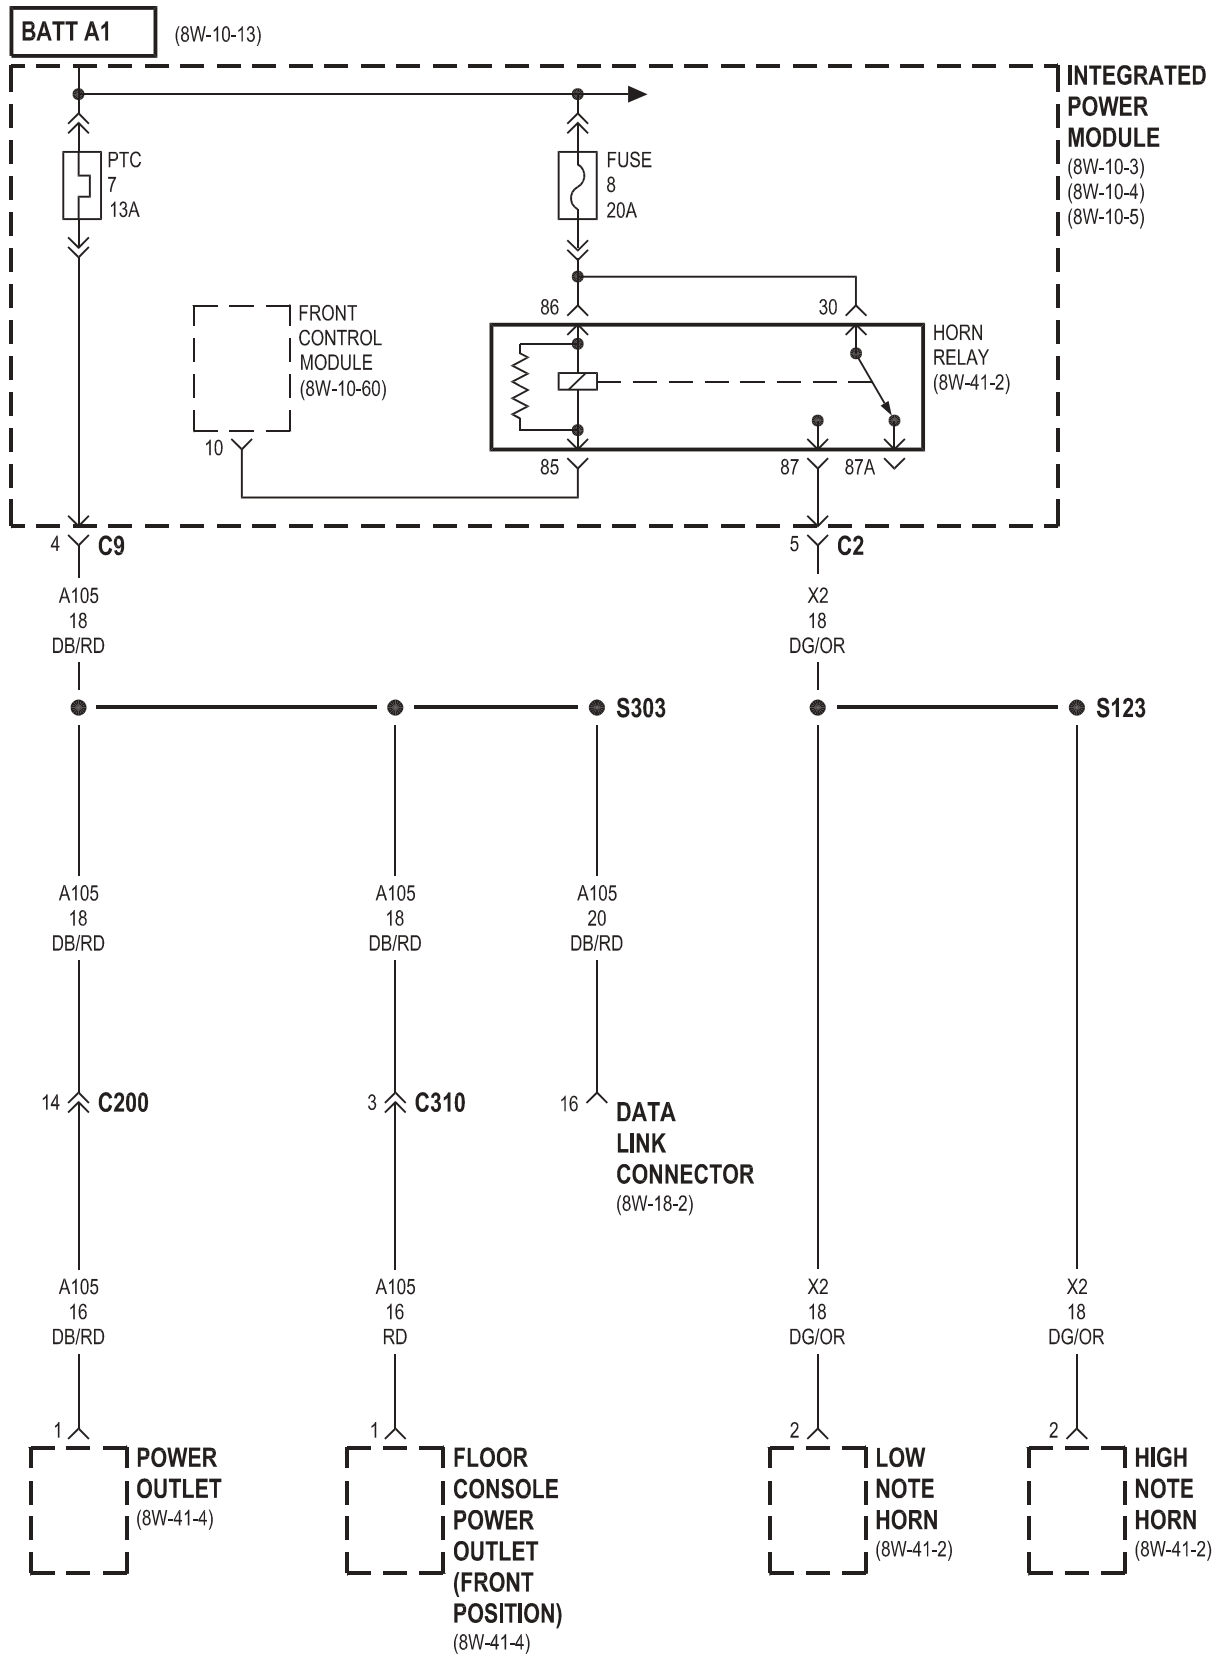 BATT A1
(8W-10-13)
INTEGRATED
POWER
MODULE
(8W-10-3)
(8W-10-4)
(8W-10-5)
PTC
7
13A
FUSE
8
20A
86
30
FRONT
CONTROL
MODULE
(8W-10-60)
HORN
RELAY
(8W-41-2)
10
85
87
87A
4
C9
5
C2
A105
18
DB/RD
X2
18
DG/OR
S303
S123
A105
18
DB/RD
A105
18
DB/RD
A105
20
DB/RD
14
C200
3
C310
16
DATA
LINK
CONNECTOR
(8W-18-2)
A105
16
DB/RD
A105
16
RD
X2
18
DG/OR
X2
18
DG/OR
1
POWER
OUTLET
(8W-41-4)
1
FLOOR
CONSOLE
POWER
OUTLET
(FRONT
POSITION)
(8W-41-4)
2
LOW
NOTE
HORN
(8W-41-2)
2
HIGH
NOTE
HORN
(8W-41-2)